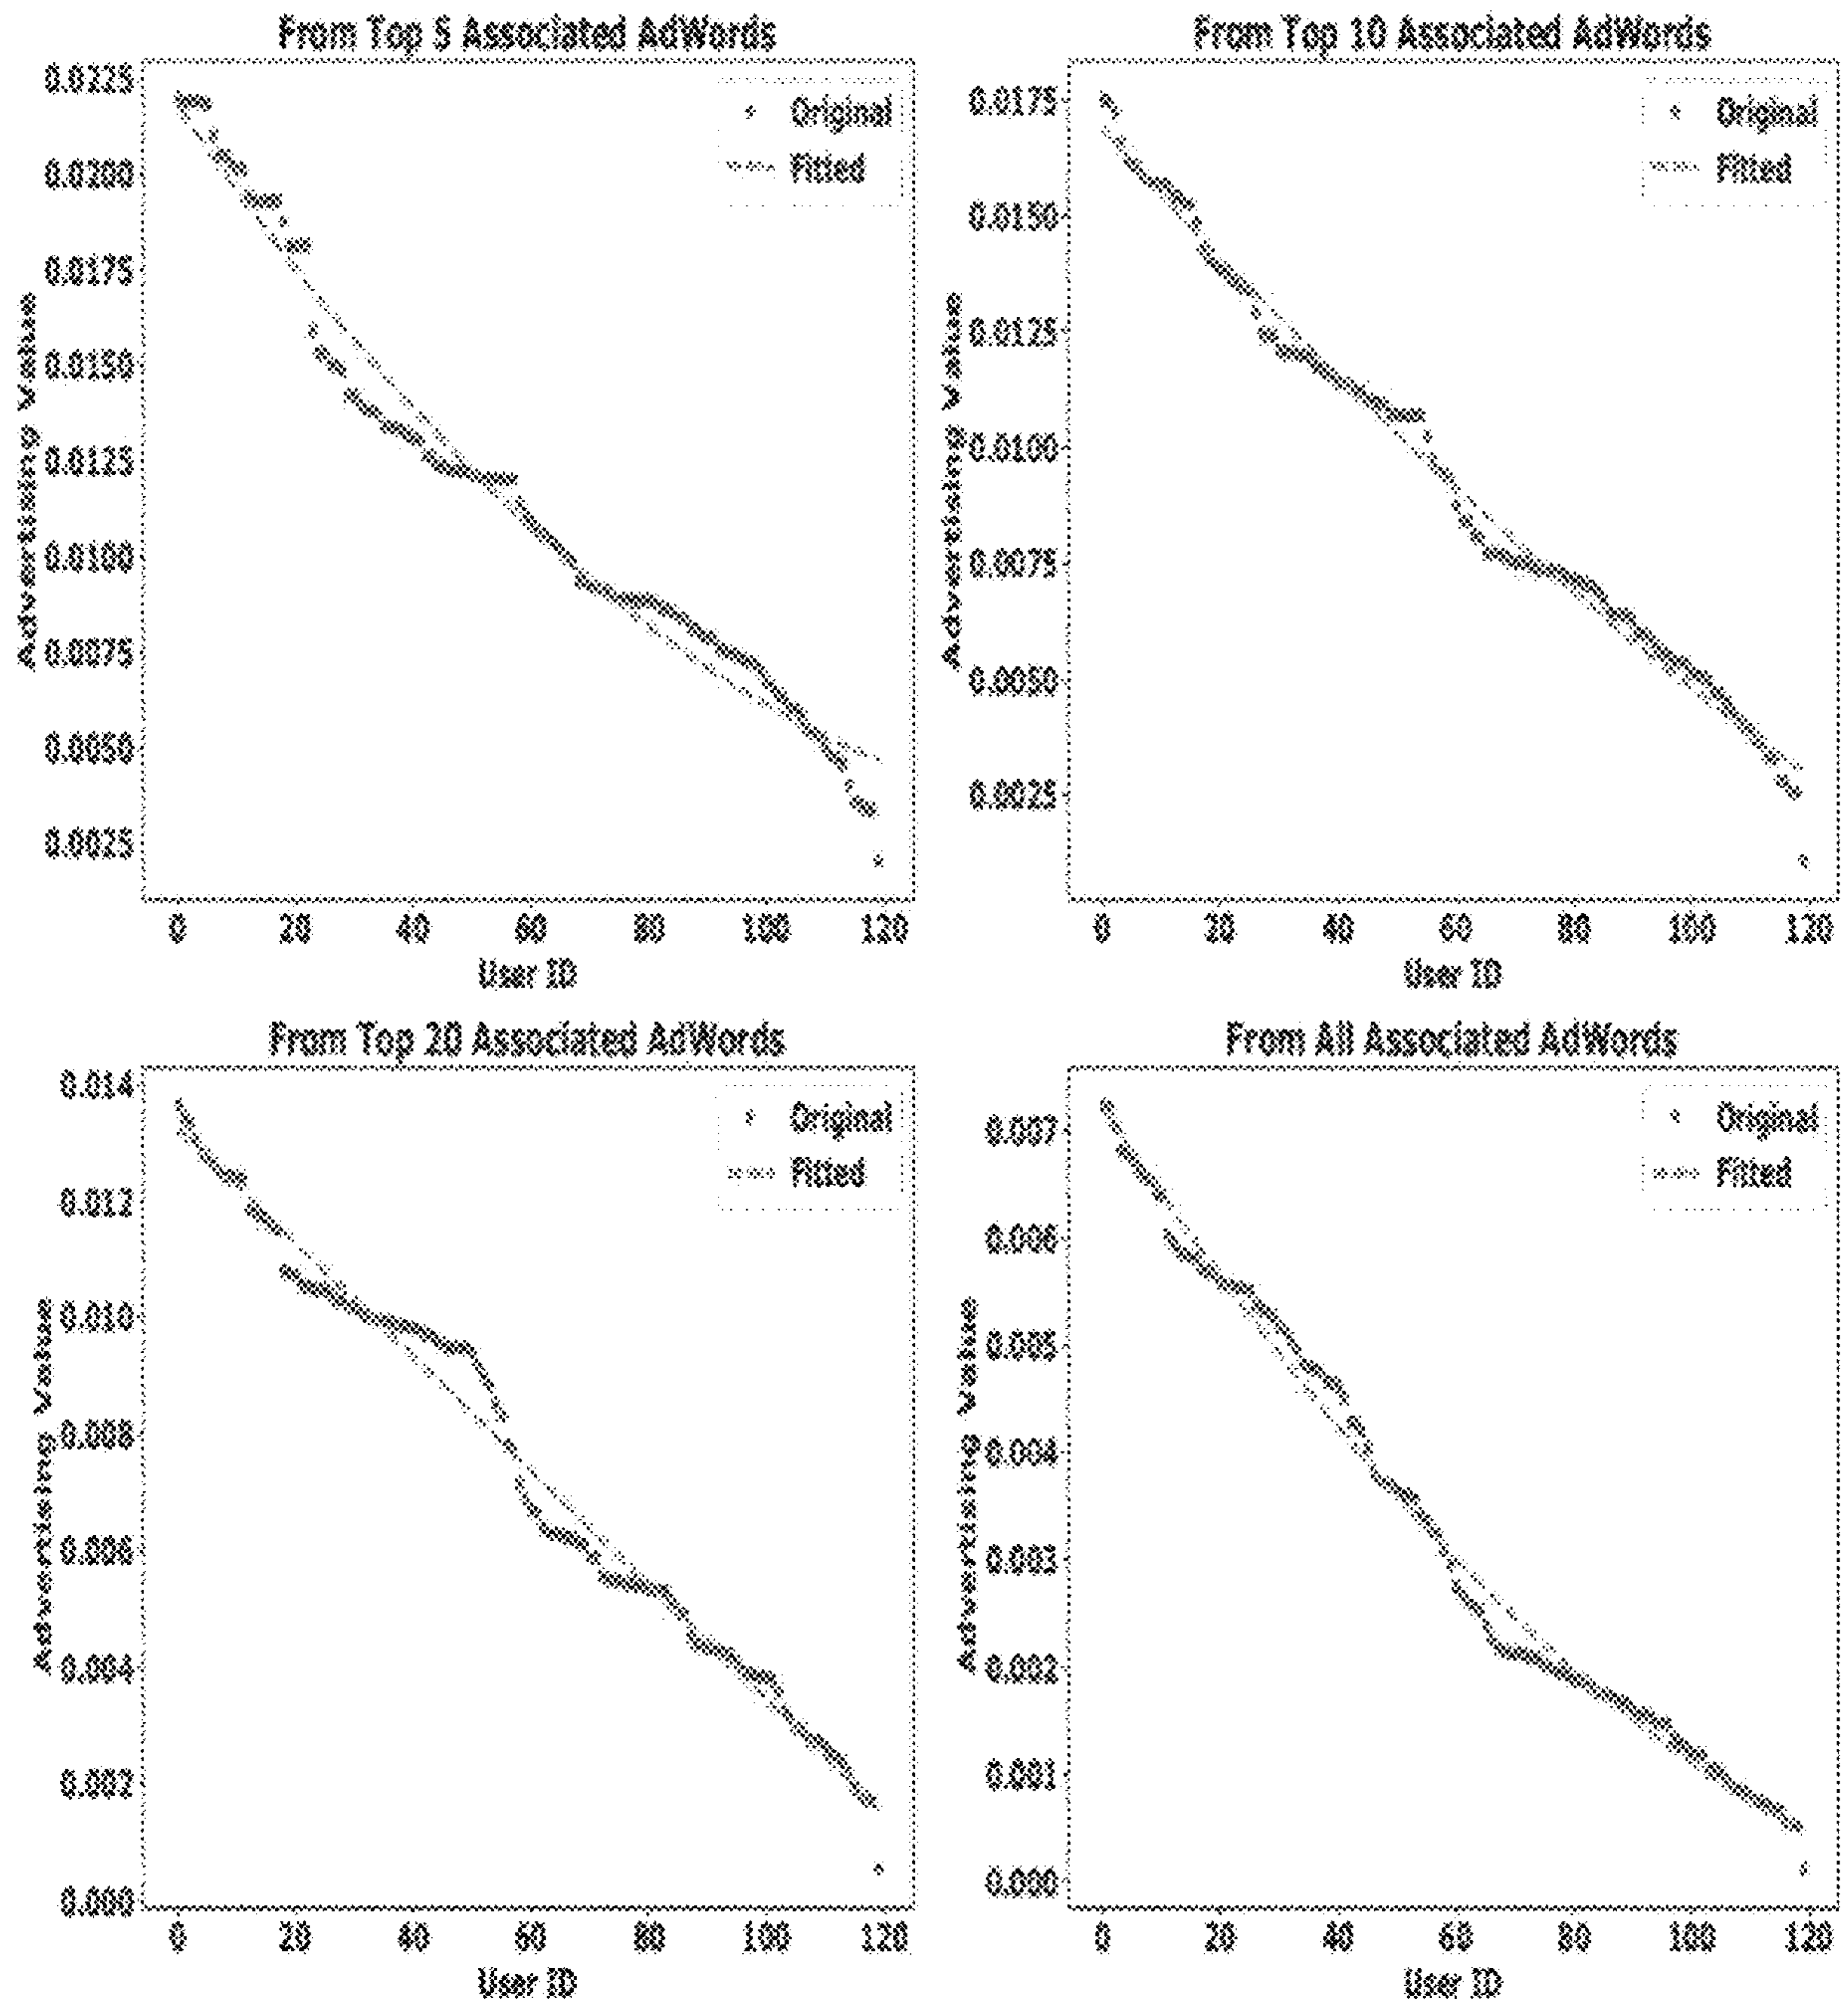 From Top 5 Associated AdWords
0.0225
0.0200
0.0175
0.0150
0.0125
0.0100
0.0075
0.0050
0.0025
Advertising Value
Original
Fitted
0 20 40 60 80 100 120
User ID
From Top 10 Associated AdWords
0.0175
0.0150
0.0125
0.0100
0.0075
0.0050
0.0025
Advertising Value
Original
Fitted
0 20 40 60 80 100 120
User ID
From Top 20 Associated AdWords
0.014
0.012
0.010
0.008
0.006
0.004
0.002
0.000
Advertising Value
Original
Fitted
0 20 40 60 80 100 120
User ID
From All Associated AdWords
0.007
0.006
0.005
0.004
0.003
0.002
0.001
0.000
Advertising Value
Original
Fitted
0 20 40 60 80 100 120
User ID